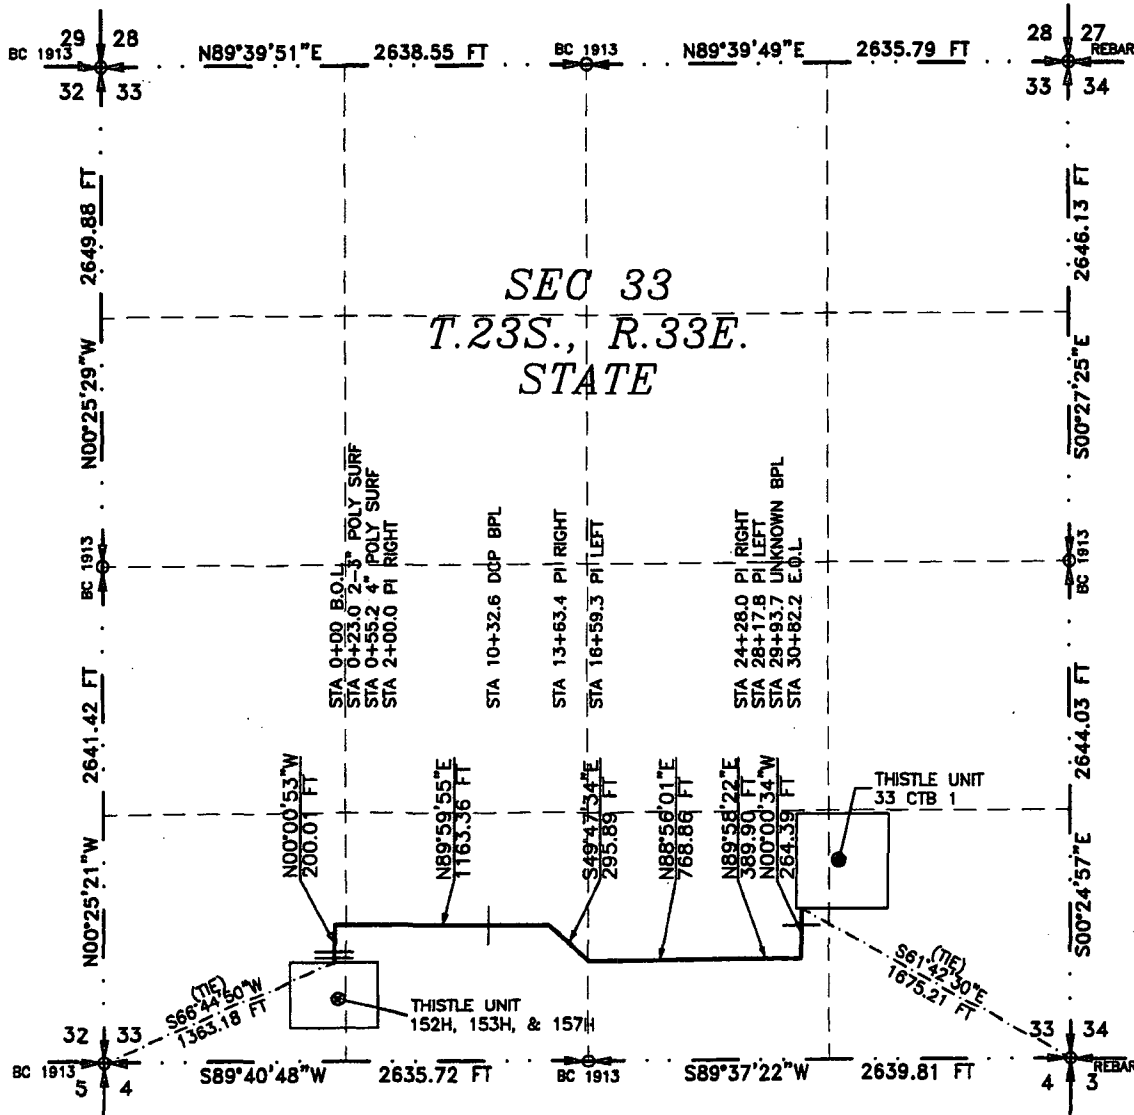 29 28
BC 1913
32 33
N89°39'51"E 2638.55 FT
BC 1913
N89°39'49"E 2635.79 FT
28 27
REBAR
33 34
2649.88 FT
N00°25'29"W
2646.13 FT
S00°27'25"E
SEC 33
T.23S., R.33E.
STATE
BC 1913
BC 1913
STA 0+00 B.O.L.
STA 0+23.0 2-3" POLY SURF
STA 0+55.2 4" POLY SURF
STA 2+00.0 PI RIGHT
STA 10+32.6 DCP BPL
STA 13+63.4 PI RIGHT
STA 16+59.3 PI LEFT
STA 24+28.0 PI RIGHT
STA 28+17.8 PI LEFT
STA 29+93.7 UNKNOWN BPL
STA 30+82.2 E.O.L.
2641.42 FT
N00°25'21"W
2644.03 FT
S00°24'57"E
N00°00'53"W
200.01 FT
N89°59'55"E
1163.36 FT
S49°47'34"E
295.89 FT
N88°56'01"E
768.86 FT
N89°58'22"E
389.90 FT
N00°00'34"W
264.39 FT
THISTLE UNIT
33 CTB 1
(TIE)
S66°44'50"W
1363.18 FT
THISTLE UNIT
152H, 153H, & 157H
(TIE)
S61°42'30"E
1675.21 FT
32 33
BC 1913
5 4
S89°40'48"W 2635.72 FT
BC 1913
S89°37'22"W 2639.81 FT
33 34
REBAR
4 3